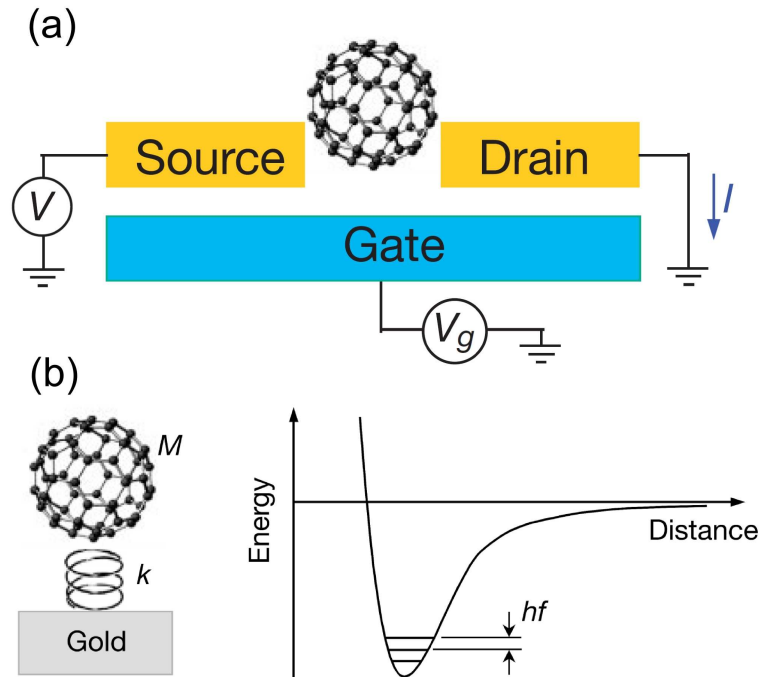 (a)
Source
Drain
V
I
Gate
Vg
(b)
M
k
Gold
Energy
Distance
hf